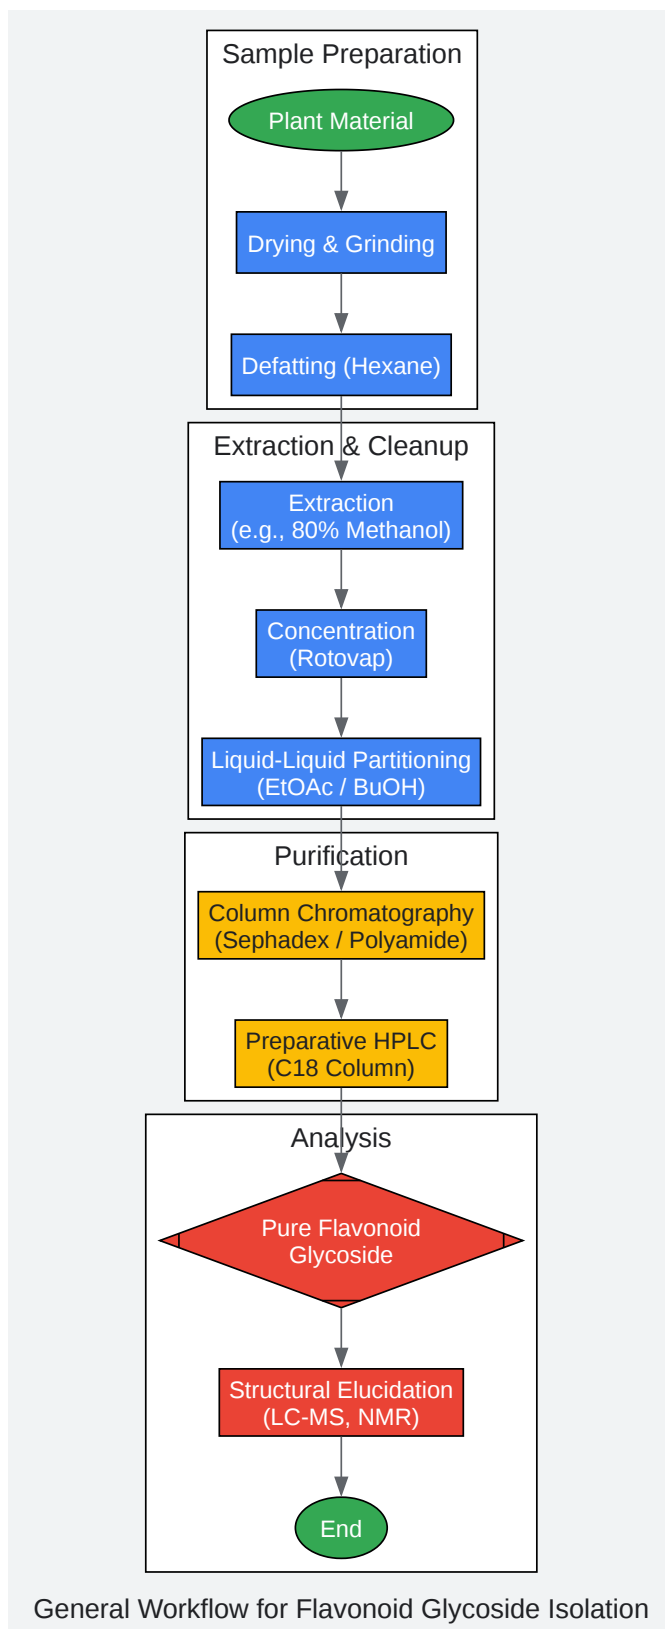 Sample Preparation
Plant Material
Drying & Grinding
Defatting (Hexane)
Extraction & Cleanup
Extraction
(e.g., 80% Methanol)
Concentration
(Rotovap)
Liquid-Liquid Partitioning
(EtOAc / BuOH)
Purification
Column Chromatography
(Sephadex / Polyamide)
Preparative HPLC
(C18 Column)
Analysis
Pure Flavonoid
Glycoside
Structural Elucidation
(LC-MS, NMR)
End
General Workflow for Flavonoid Glycoside Isolation